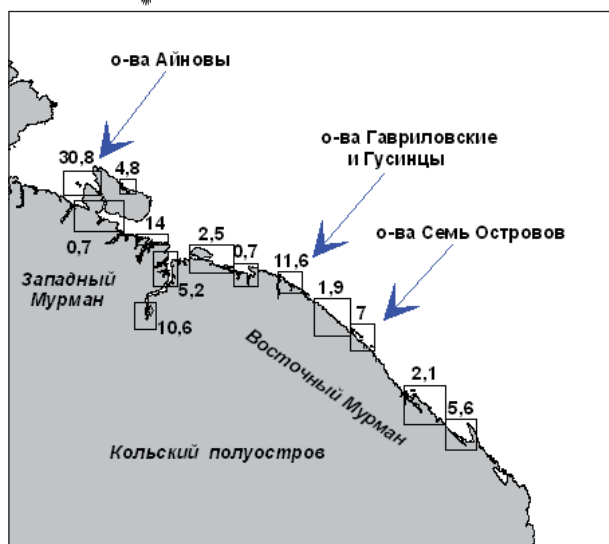 о-ва Айновы
о-ва Гавриловские
и Гусинцы
30,8
4,8
о-ва Семь Островов
14
2,5
0,7
0,7
11,6
Западный
Мурман
5,2
1,9
7
10,6
Восточный Мурман
2,1
5,6
Кольский полуостров